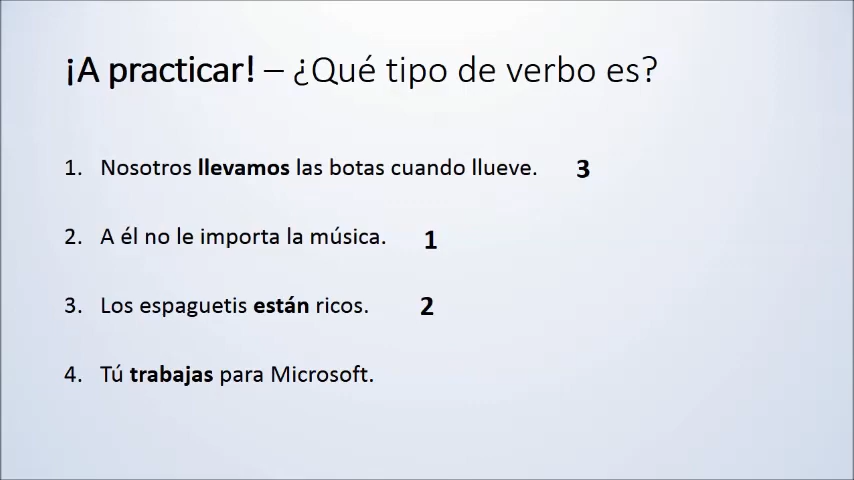 ¡A practicar! – ¿Qué tipo de verbo es?
1. Nosotros llevamos las botas cuando llueve. 3
2. A él no le importa la música. 1
3. Los espaguetis están ricos. 2
4. Tú trabajas para Microsoft.